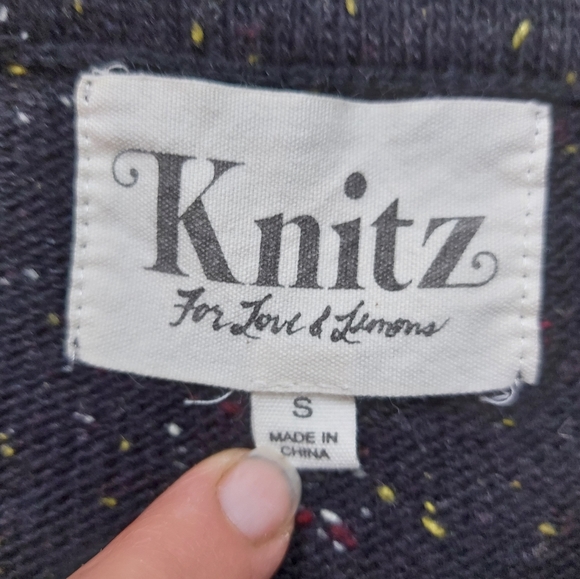 Knitz
For Love & Lemons
S
MADE IN
CHINA